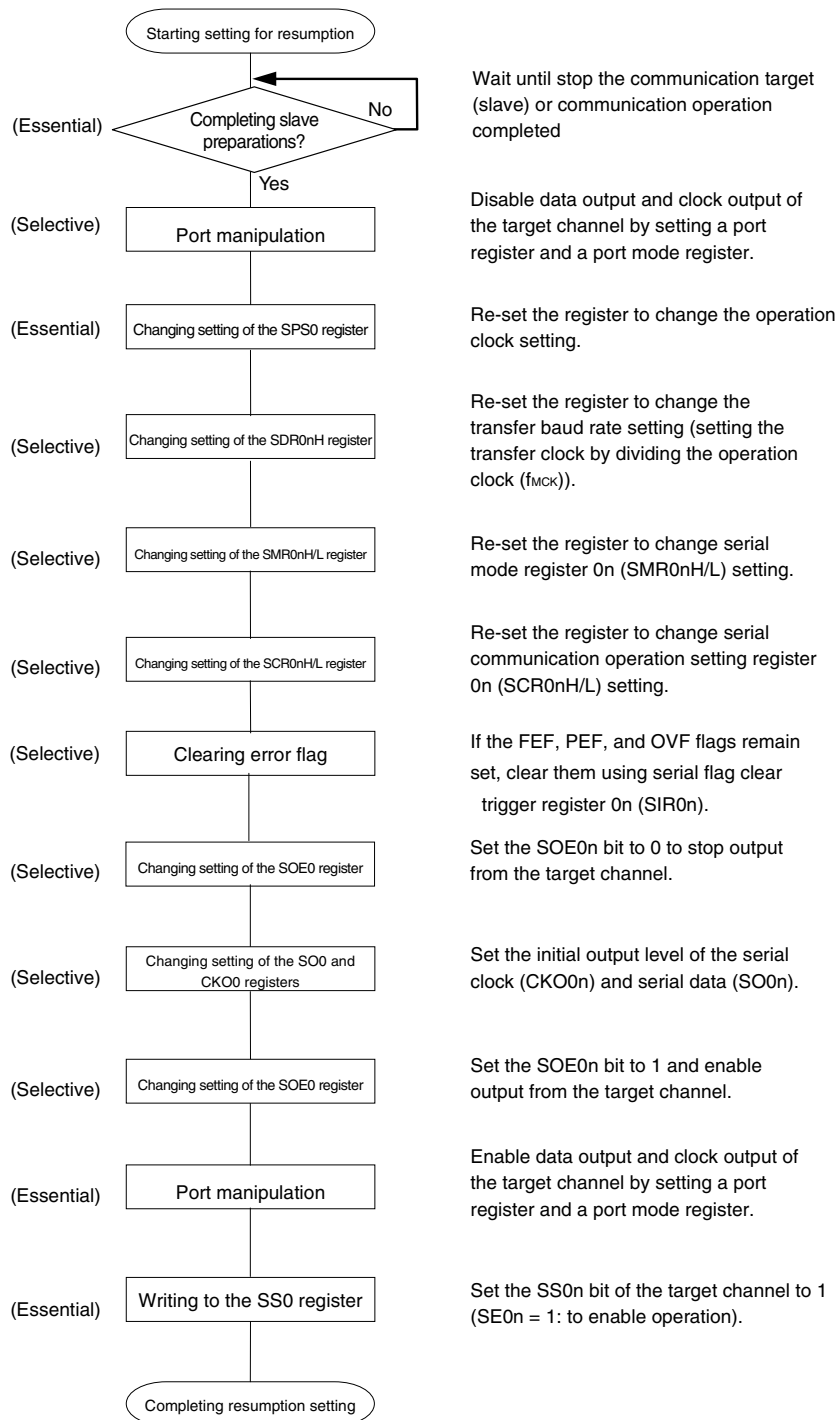 Starting setting for resumption
Wait until stop the communication target
(slave) or communication operation
completed
(Essential)
Completing slave
preparations?
No
Yes
Disable data output and clock output of
the target channel by setting a port
register and a port mode register.
(Selective)
Port manipulation
Re-set the register to change the operation
clock setting.
(Essential)
Changing setting of the SPS0 register
Re-set the register to change the
transfer baud rate setting (setting the
transfer clock by dividing the operation
clock (fMCK)).
(Selective)
Changing setting of the SDR0nH register
Re-set the register to change serial
mode register 0n (SMR0nH/L) setting.
(Selective)
Changing setting of the SMR0nH/L register
Re-set the register to change serial
communication operation setting register
0n (SCR0nH/L) setting.
(Selective)
Changing setting of the SCR0nH/L register
If the FEF, PEF, and OVF flags remain
set, clear them using serial flag clear
trigger register 0n (SIR0n).
(Selective)
Clearing error flag
Set the SOE0n bit to 0 to stop output
from the target channel.
(Selective)
Changing setting of the SOE0 register
Set the initial output level of the serial
clock (CKO0n) and serial data (SO0n).
(Selective)
Changing setting of the SO0 and
CKO0 registers
Set the SOE0n bit to 1 and enable
output from the target channel.
(Selective)
Changing setting of the SOE0 register
Enable data output and clock output of
the target channel by setting a port
register and a port mode register.
(Essential)
Port manipulation
Set the SS0n bit of the target channel to 1
(SE0n = 1: to enable operation).
(Essential)
Writing to the SS0 register
Completing resumption setting